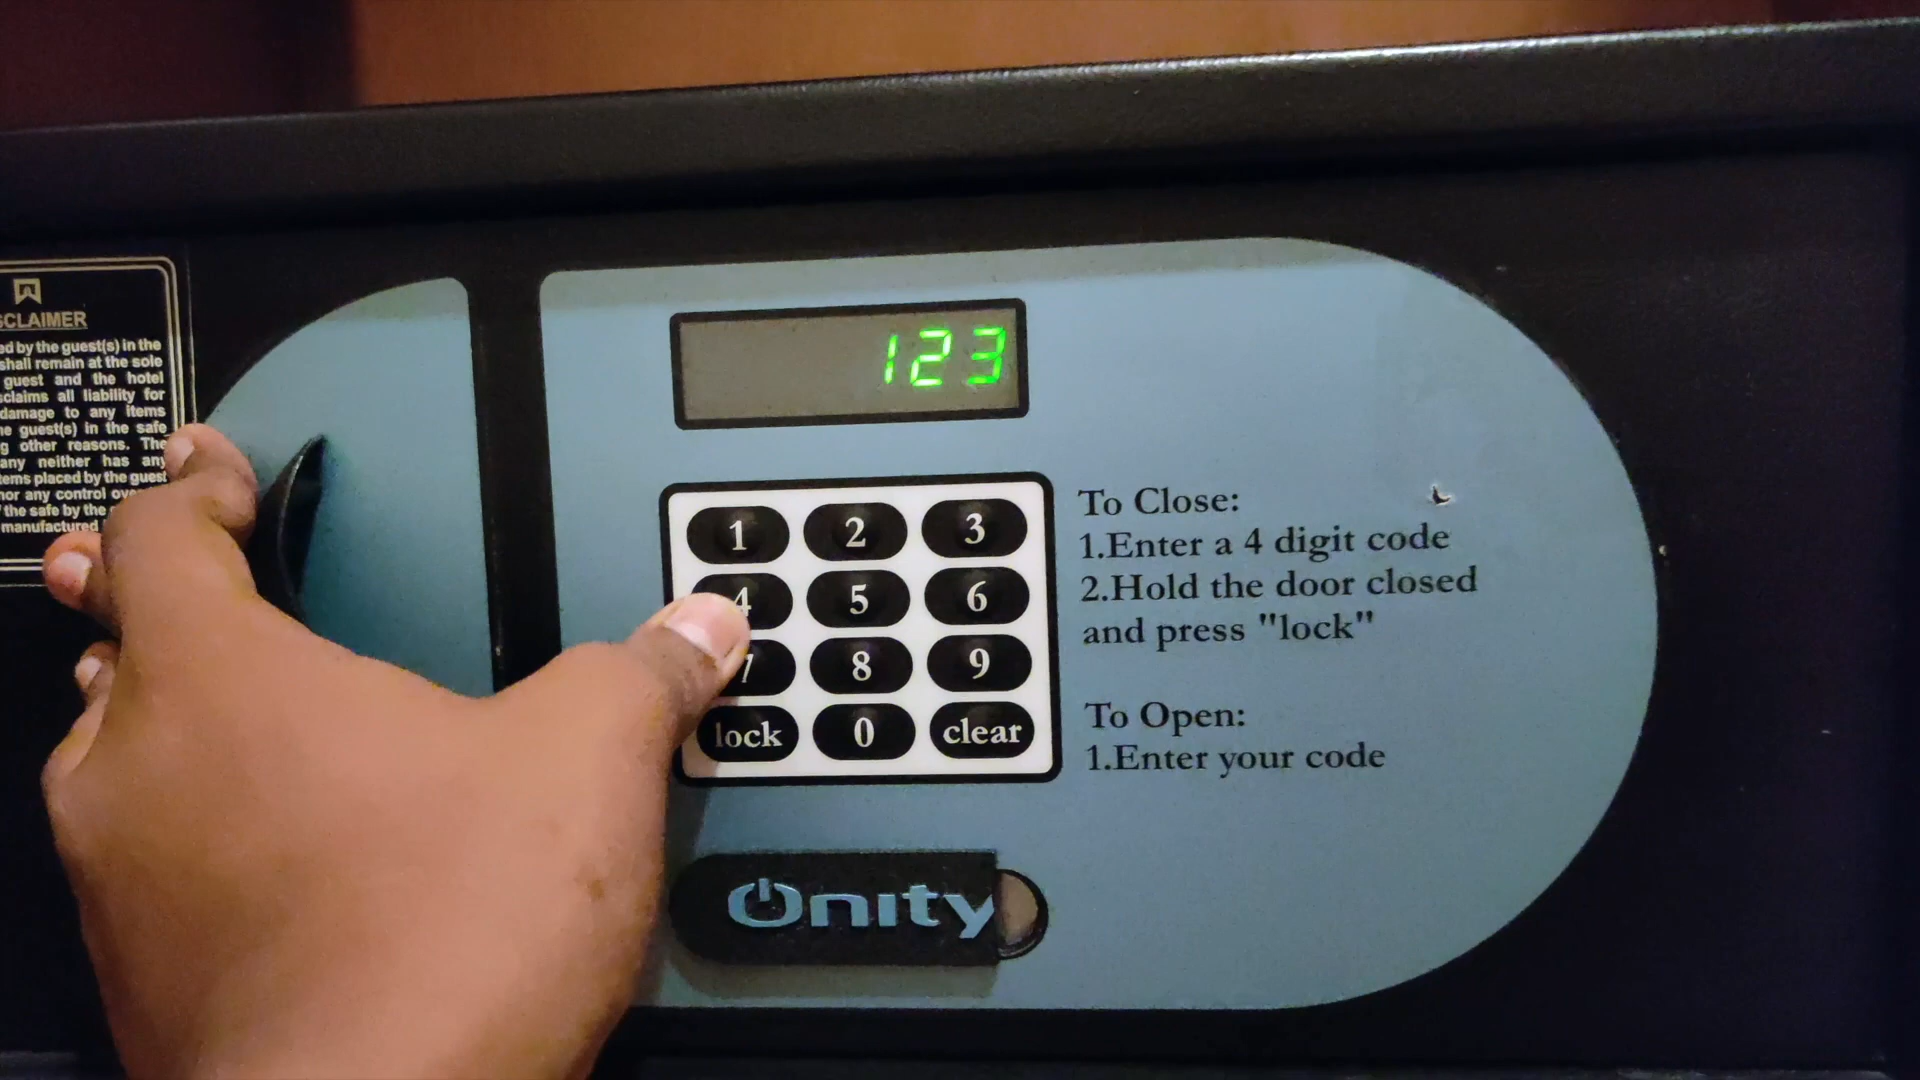 SCLAIMER
ed by the guest(s) in the
shall remain at the sole
guest and the hotel
sclaims all liability for
damage to any items
he guest(s) in the safe
g other reasons. The
any neither has any
tems placed by the guest
nor any control
the safe by the
manufactured
123
1 2 3
4 5 6
7 8 9
lock 0 clear
To Close:
1.Enter a 4 digit code
2.Hold the door closed
and press "lock"
To Open:
1.Enter your code
Onity